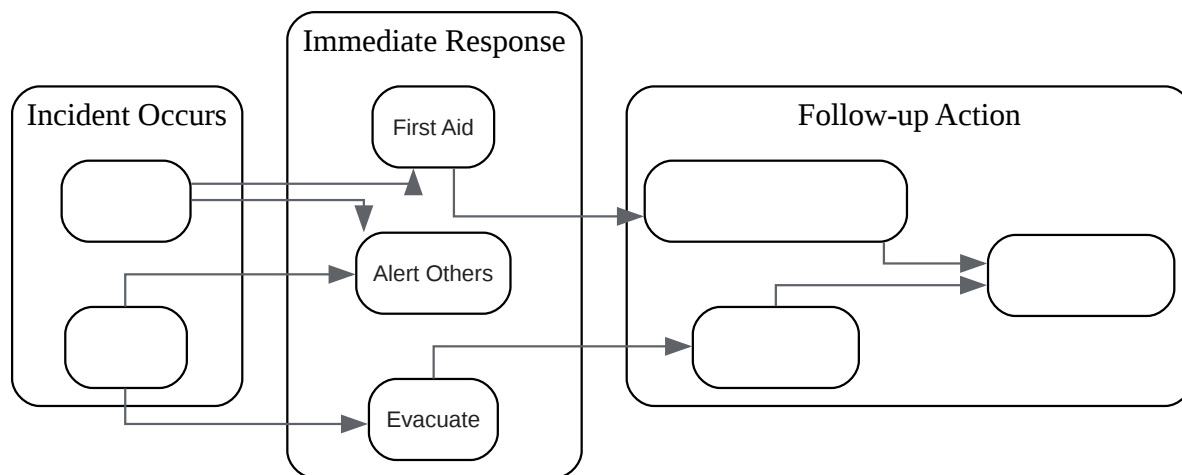 Immediate Response
Incident Occurs
Follow-up Action
First Aid
Alert Others
Evacuate